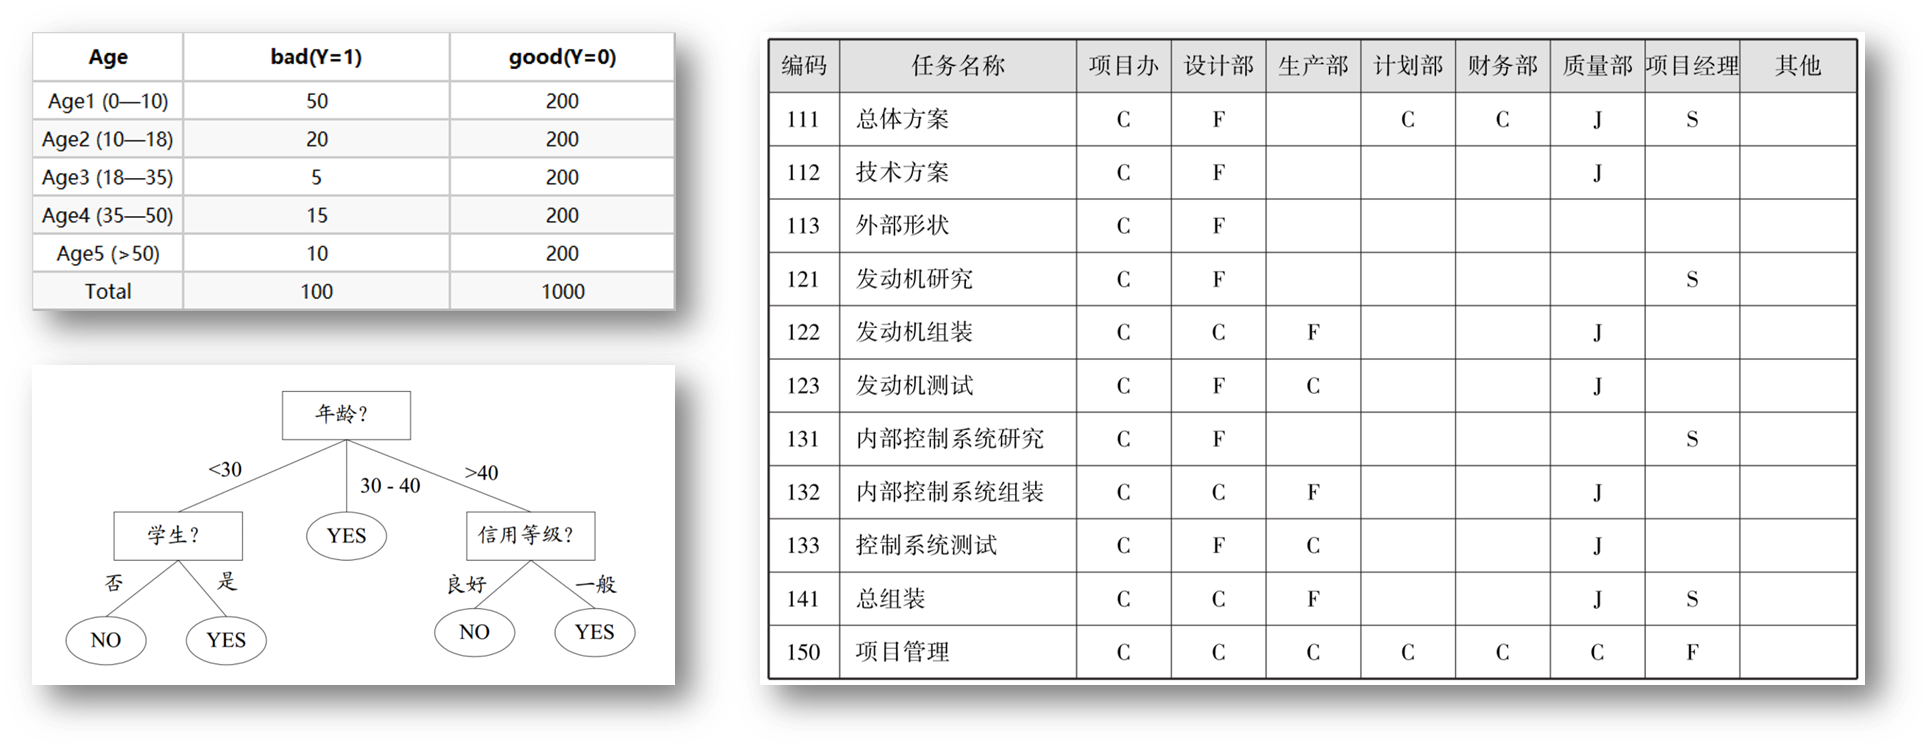 Age bad(Y=1) good(Y=0)
Age1 (0—10) 50 200
Age2 (10—18) 20 200
Age3 (18—35) 5 200
Age4 (35—50) 15 200
Age5 (>50) 10 200
Total 100 1000
年龄？
<30 30 - 40 >40
学生？ YES 信用等级？
否 是 良好 一般
NO YES NO YES
编码 任务名称 项目办 设计部 生产部 计划部 财务部 质量部 项目经理 其他
111 总体方案 C F C C J S
112 技术方案 C F J
113 外部形状 C F
121 发动机研究 C F S
122 发动机组装 C C F J
123 发动机测试 C F C J
131 内部控制系统研究 C F S
132 内部控制系统组装 C C F J
133 控制系统测试 C F C J
141 总组装 C C F J S
150 项目管理 C C C C C C F